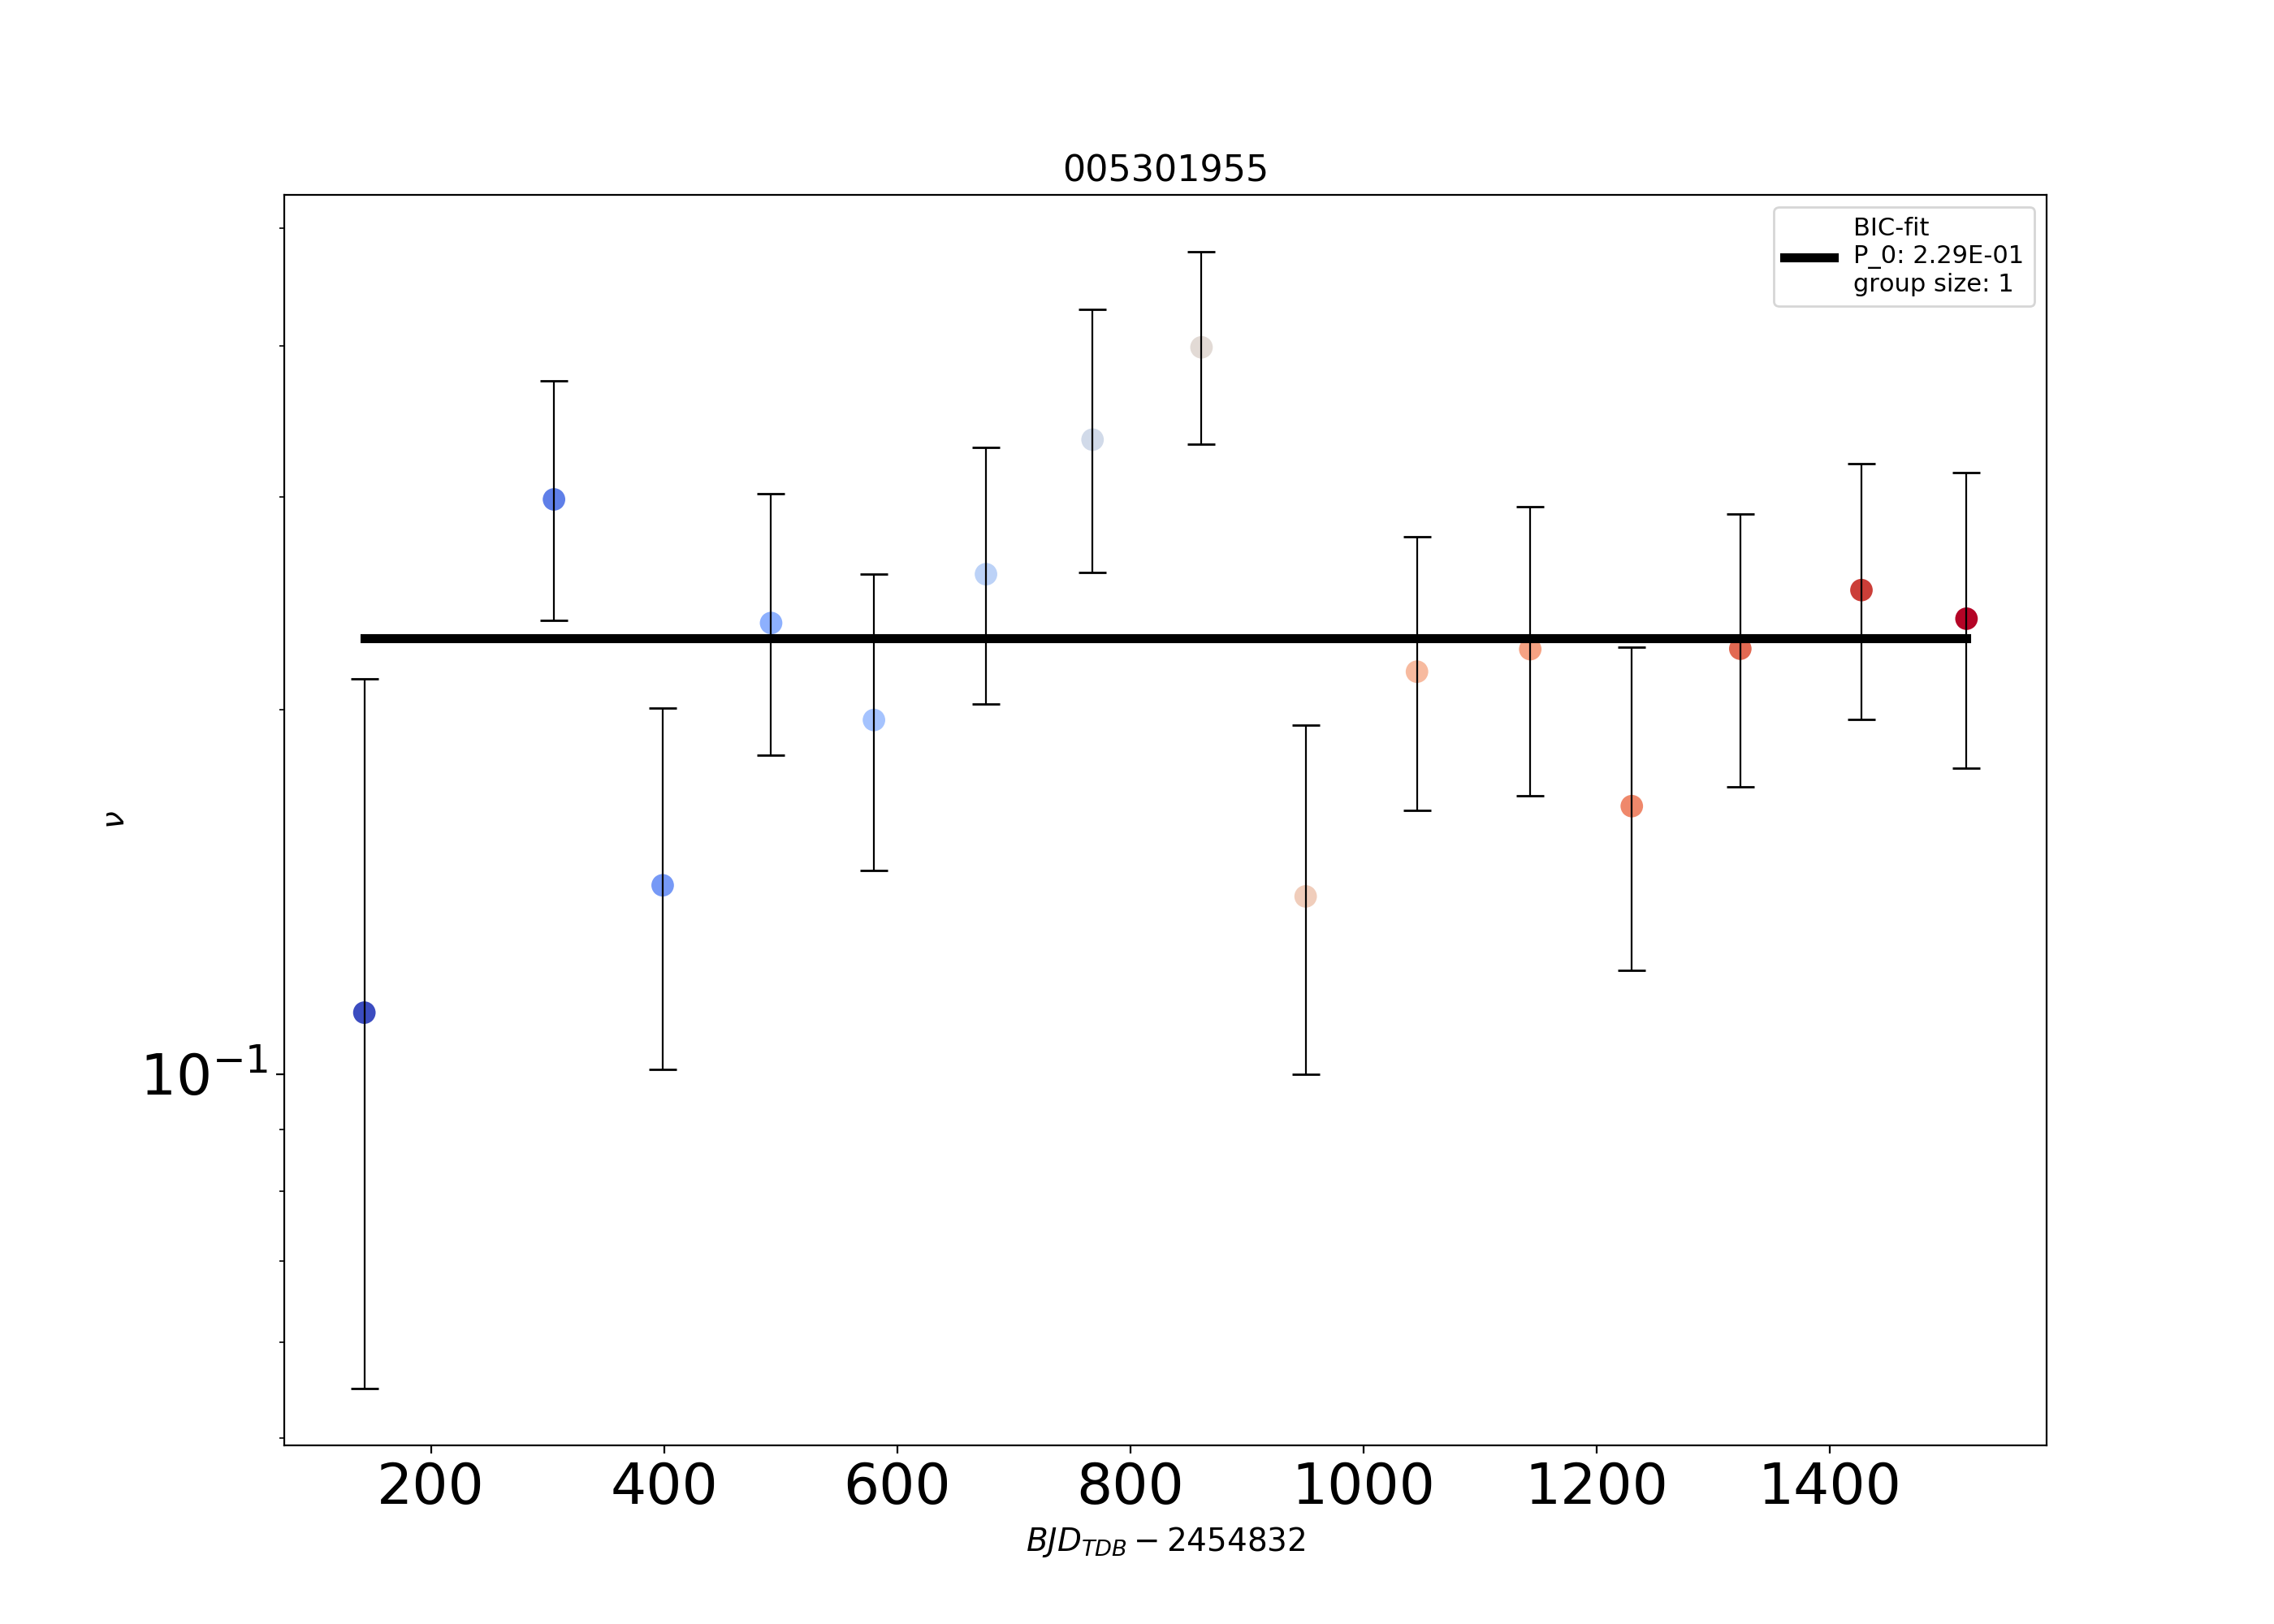 005301955
BIC-fit
P_0: 2.29E-01
group size: 1
ν
10⁻¹
200 400 600 800 1000 1200 1400
BJD_TDB − 2454832